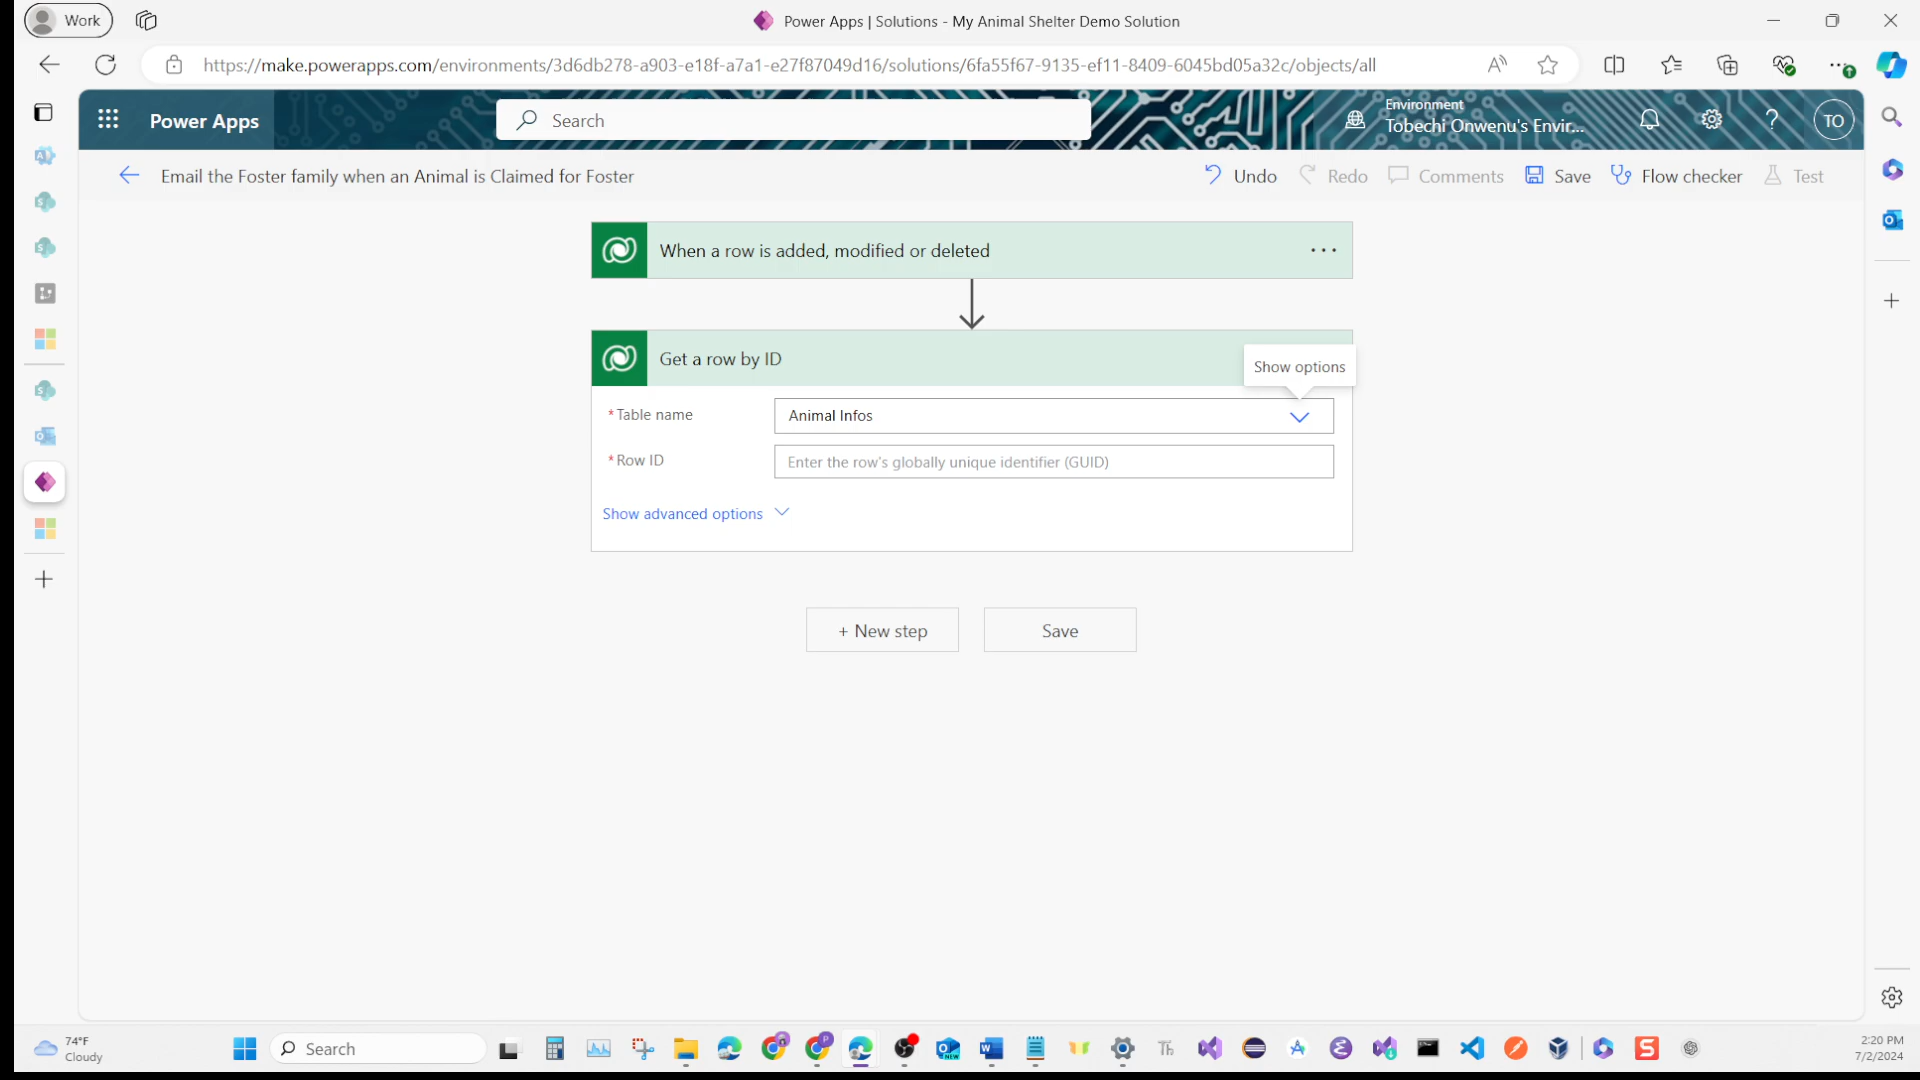 Work
Power Apps | Solutions - My Animal Shelter Demo Solution
https://make.powerapps.com/environments/3d6db278-a903-e18f-a7a1-e27f87049d16/solutions/6fa55f67-9135-ef11-8409-6045bd05a32c/objects/all
Power Apps
Search
Environment
Tobechi Onwenu's Envir...
TO
Email the Foster family when an Animal is Claimed for Foster
Undo
Redo
Comments
Save
Flow checker
Test
When a row is added, modified or deleted
Get a row by ID
Show options
*Table name
Animal Infos
*Row ID
Enter the row's globally unique identifier (GUID)
Show advanced options
+ New step
Save
74°F
Cloudy
Search
2:20 PM
7/2/2024